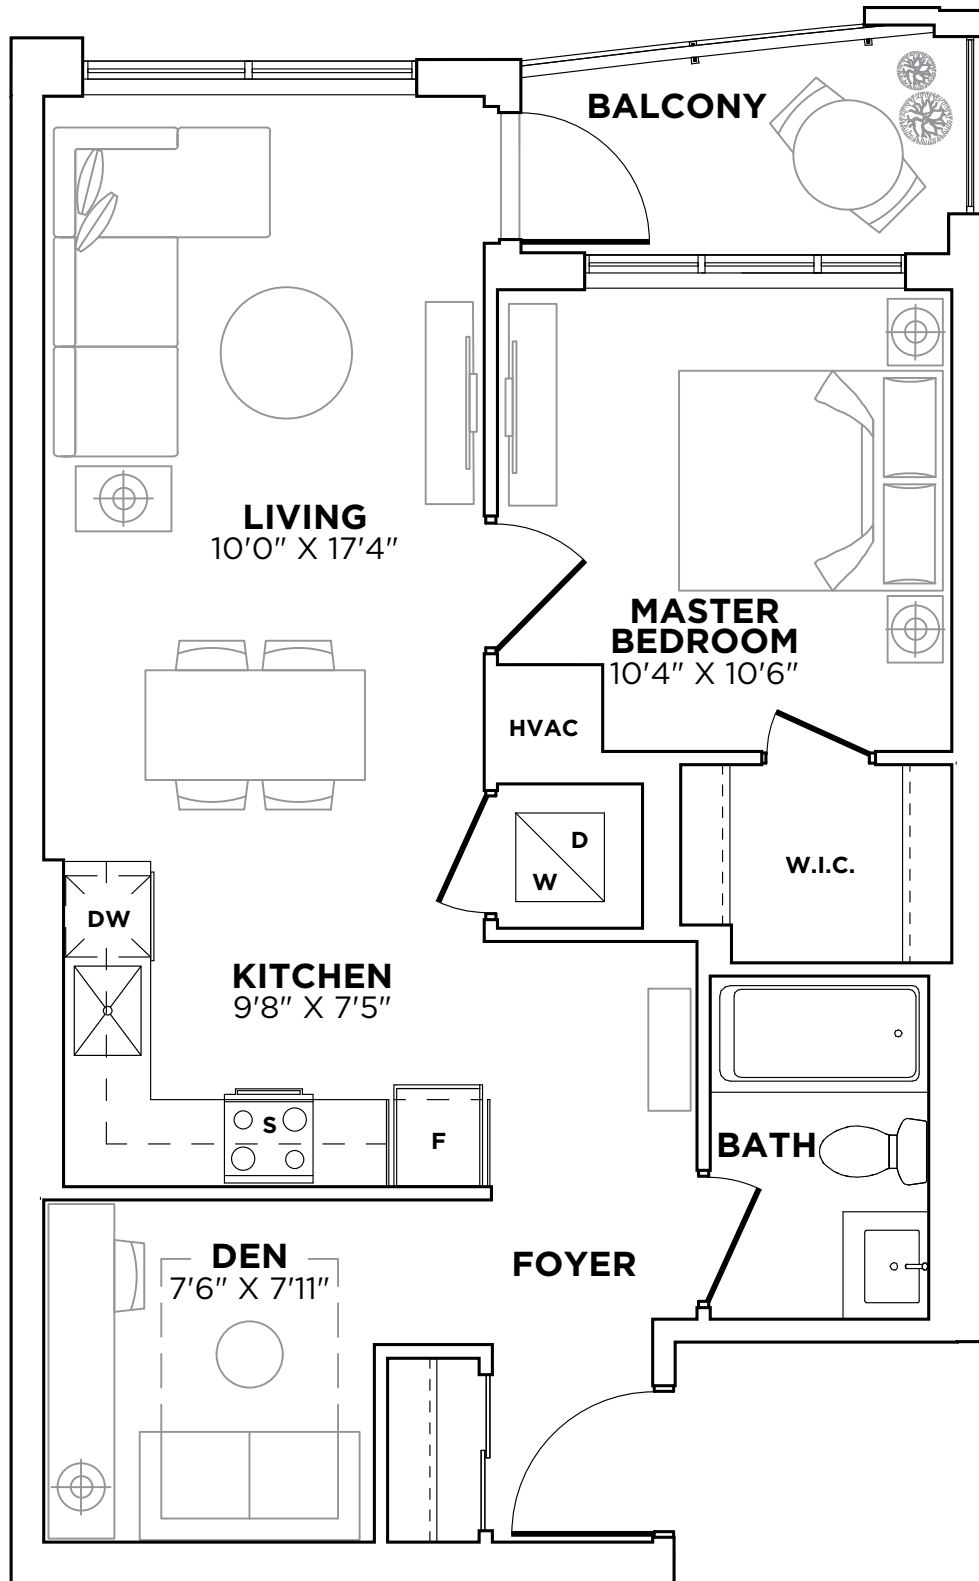 BALCONY
LIVING
10'0" X 17'4"
MASTER
BEDROOM
10'4" X 10'6"
HVAC
D
W
W.I.C.
DW
KITCHEN
9'8" X 7'5"
S
F
BATH
DEN
7'6" X 7'11"
FOYER